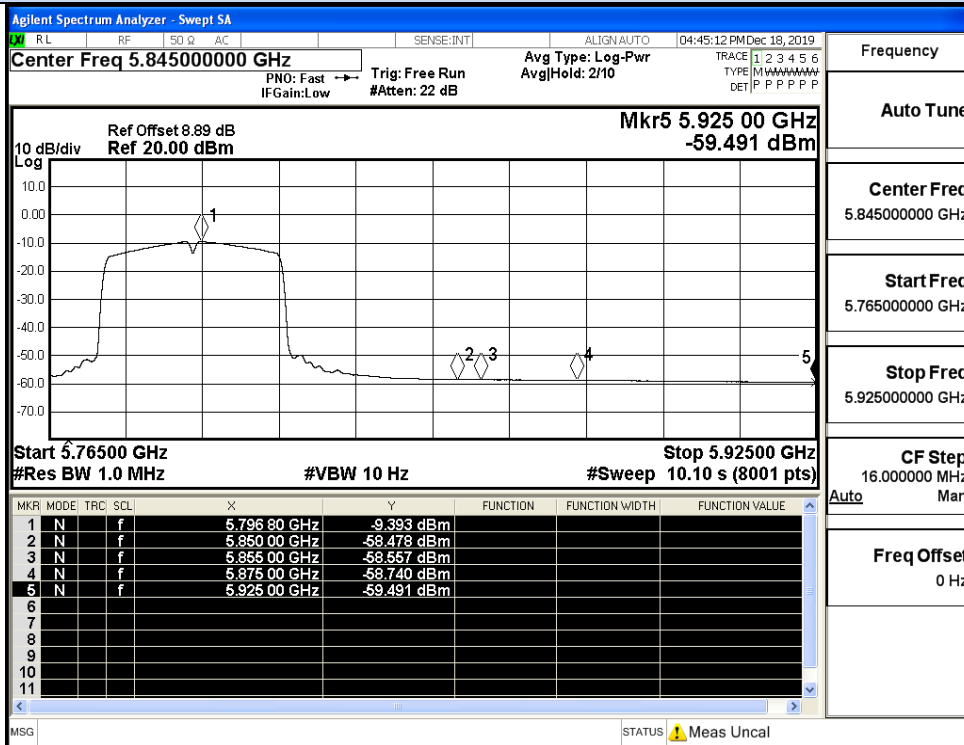 Agilent Spectrum Analyzer - Swept SA
LXI RL RF 50 Ω AC SENSE:INT ALIGN AUTO 04:45:12 PM Dec 18, 2019
Center Freq 5.845000000 GHz
PNO: Fast
IFGain:Low
Trig: Free Run
#Atten: 22 dB
Avg Type: Log-Pwr
Avg|Hold: 2/10
TRACE 1 2 3 4 5 6
TYPE M
DET P P P P P P
Mkr5 5.925 00 GHz
-59.491 dBm
Ref Offset 8.89 dB
10 dB/div Ref 20.00 dBm
Log
10.0
0.00
-10.0
-20.0
-30.0
-40.0
-50.0
-60.0
-70.0
1
2
3
4
5
Start 5.76500 GHz Stop 5.92500 GHz
#Res BW 1.0 MHz #VBW 10 Hz #Sweep 10.10 s (8001 pts)
MKR MODE TRC SCL X Y FUNCTION FUNCTION WIDTH FUNCTION VALUE
1 N f 5.796 80 GHz -9.393 dBm
2 N f 5.850 00 GHz -58.478 dBm
3 N f 5.855 00 GHz -58.557 dBm
4 N f 5.875 00 GHz -58.740 dBm
5 N f 5.925 00 GHz -59.491 dBm
6
7
8
9
10
11
MSG STATUS Meas Uncal
Frequency
Auto Tune
Center Freq
5.845000000 GHz
Start Freq
5.765000000 GHz
Stop Freq
5.925000000 GHz
CF Step
16.000000 MHz
Auto Man
Freq Offset
0 Hz